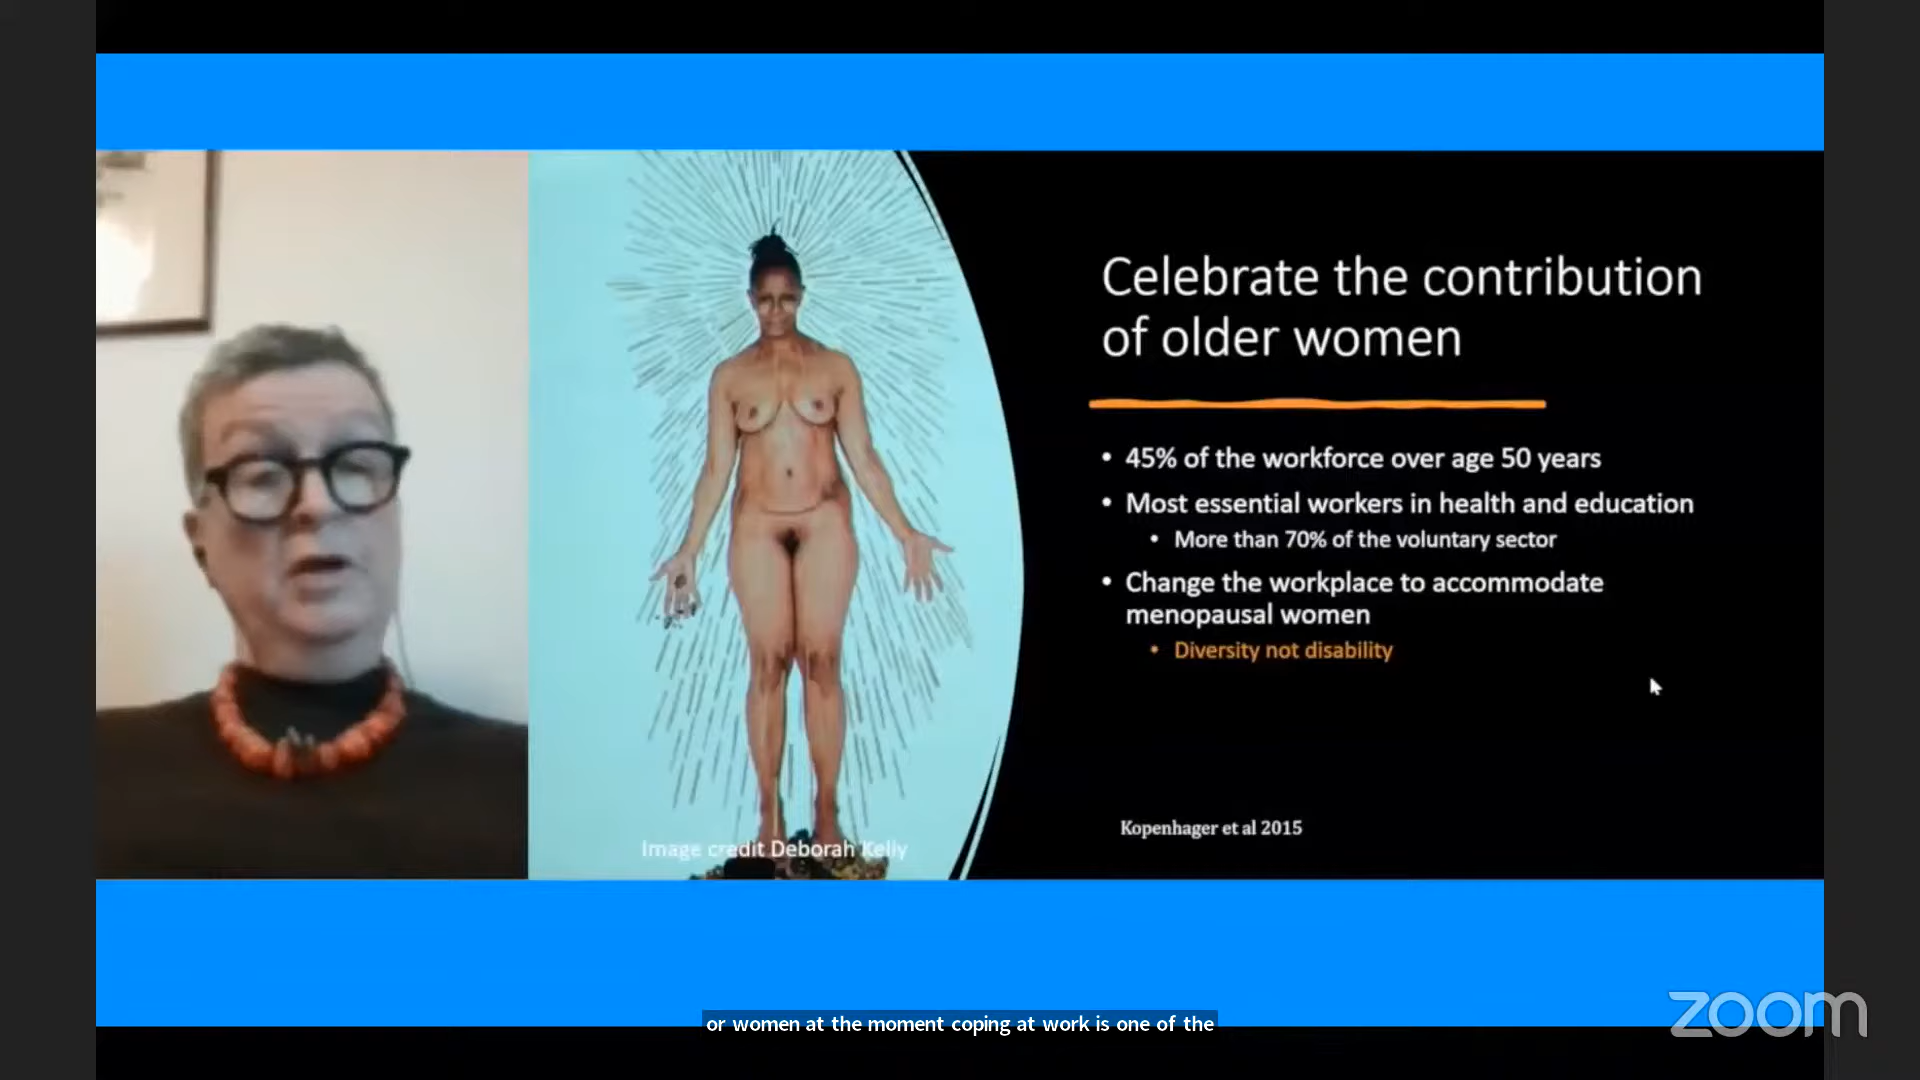 Celebrate the contribution
of older women
• 45% of the workforce over age 50 years
• Most essential workers in health and education
• More than 70% of the voluntary sector
• Change the workplace to accommodate
menopausal women
• Diversity not disability
Kopenhager et al 2015
Image credit Deborah Kelly
or women at the moment coping at work is one of the
zoom